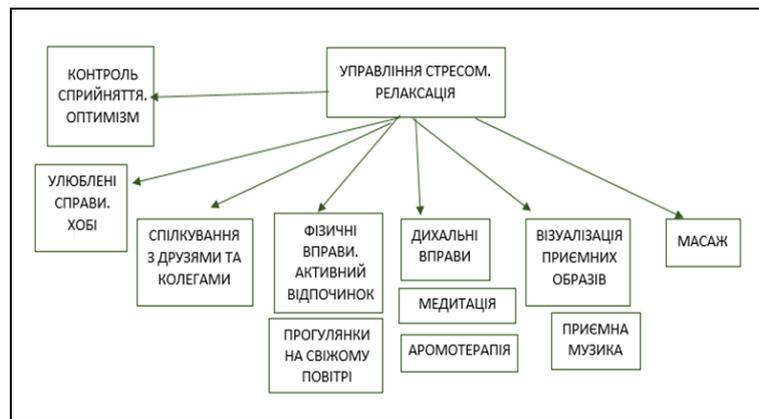 КОНТРОЛЬ
СПРИЙНЯТТЯ.
ОПТИМІЗМ
УПРАВЛІННЯ СТРЕСОМ.
РЕЛАКСАЦІЯ
УЛЮБЛЕНІ
СПРАВИ.
ХОБІ
СПІЛКУВАННЯ
З ДРУЗЯМИ ТА
КОЛЕГАМИ
ФІЗИЧНІ
ВПРАВИ.
АКТИВНИЙ
ВІДПОЧИНОК
ПРОГУЛЯНКИ
НА СВІЖОМУ
ПОВІТРІ
ДИХАЛЬНІ
ВПРАВИ
МЕДИТАЦІЯ
АРОМОТЕРАПІЯ
ВІЗУАЛІЗАЦІЯ
ПРИЄМНИХ
ОБРАЗІВ
ПРИЄМНА
МУЗИКА
МАСАЖ